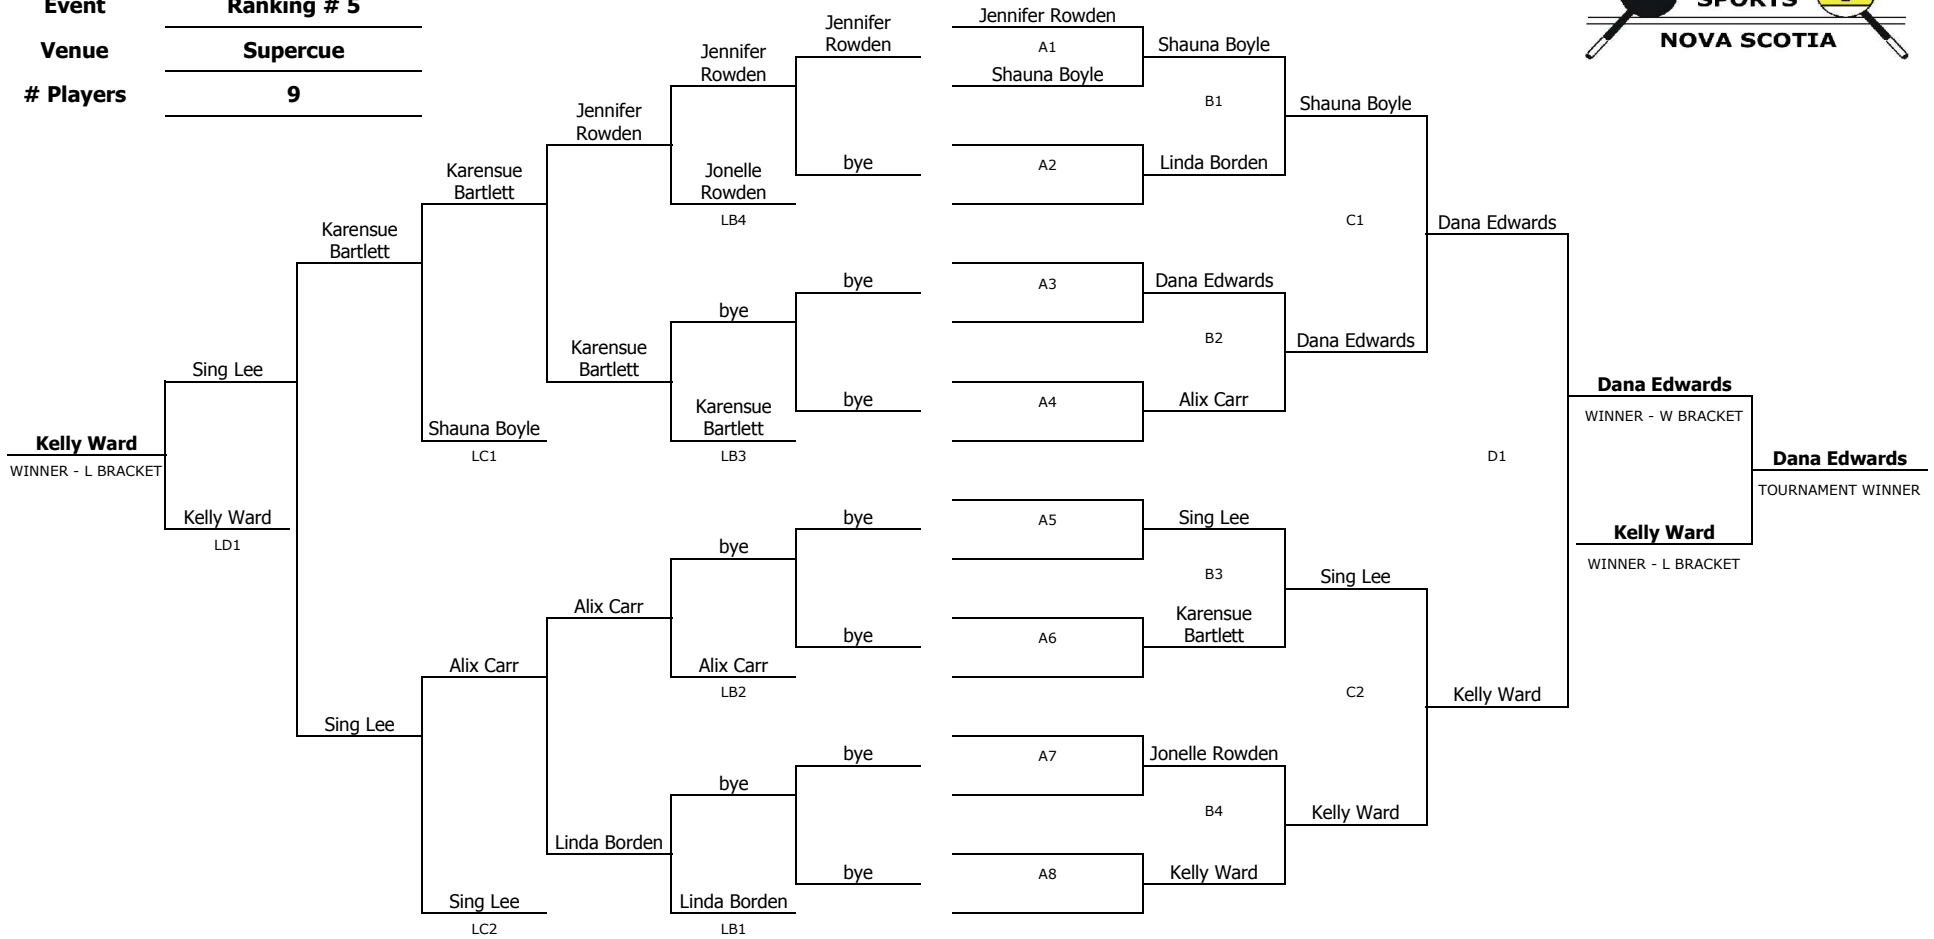 Event Ranking # 5
Venue Supercue
# Players 9
SPORTS
NOVA SCOTIA
Kelly Ward
WINNER - L BRACKET
Sing Lee
Kelly Ward
LD1
Karensue
Bartlett
Sing Lee
Karensue
Bartlett
Shauna Boyle
LC1
Alix Carr
Sing Lee
LC2
Jennifer
Rowden
Karensue
Bartlett
Alix Carr
Linda Borden
Jennifer
Rowden
Jonelle
Rowden
LB4
bye
Karensue
Bartlett
LB3
bye
Alix Carr
LB2
bye
Linda Borden
LB1
Jennifer
Rowden
bye
bye
bye
bye
bye
bye
bye
Jennifer Rowden
A1
Shauna Boyle
A2
A3
A4
A5
A6
A7
A8
Shauna Boyle
B1
Linda Borden
Dana Edwards
B2
Alix Carr
Sing Lee
B3
Karensue
Bartlett
Jonelle Rowden
B4
Kelly Ward
Shauna Boyle
C1
Dana Edwards
Sing Lee
C2
Kelly Ward
Dana Edwards
D1
Kelly Ward
Dana Edwards
WINNER - W BRACKET
Kelly Ward
WINNER - L BRACKET
Dana Edwards
TOURNAMENT WINNER